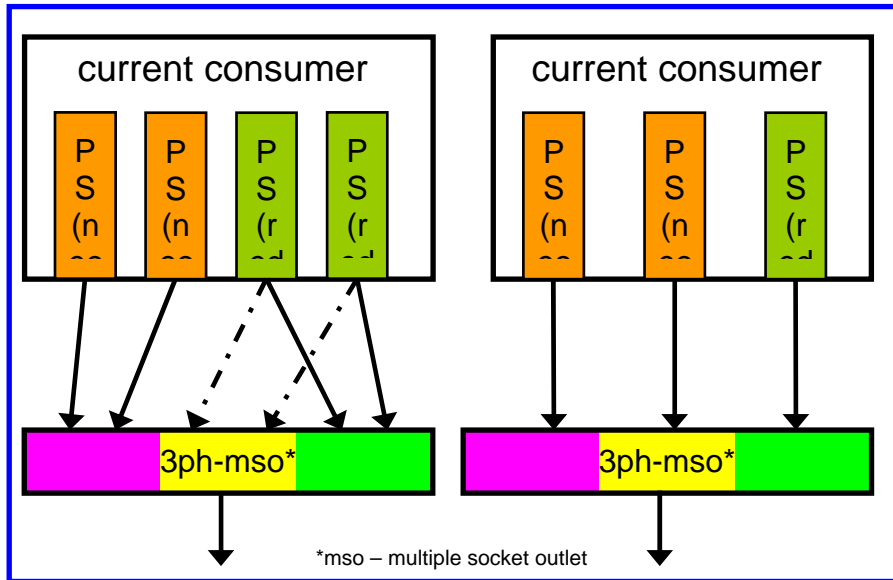 current consumer
current consumer
P
S
(n
P
S
(n
P
S
(r
P
S
(r
P
S
(n
P
S
(n
P
S
(r
3ph-mso*
3ph-mso*
*mso – multiple socket outlet